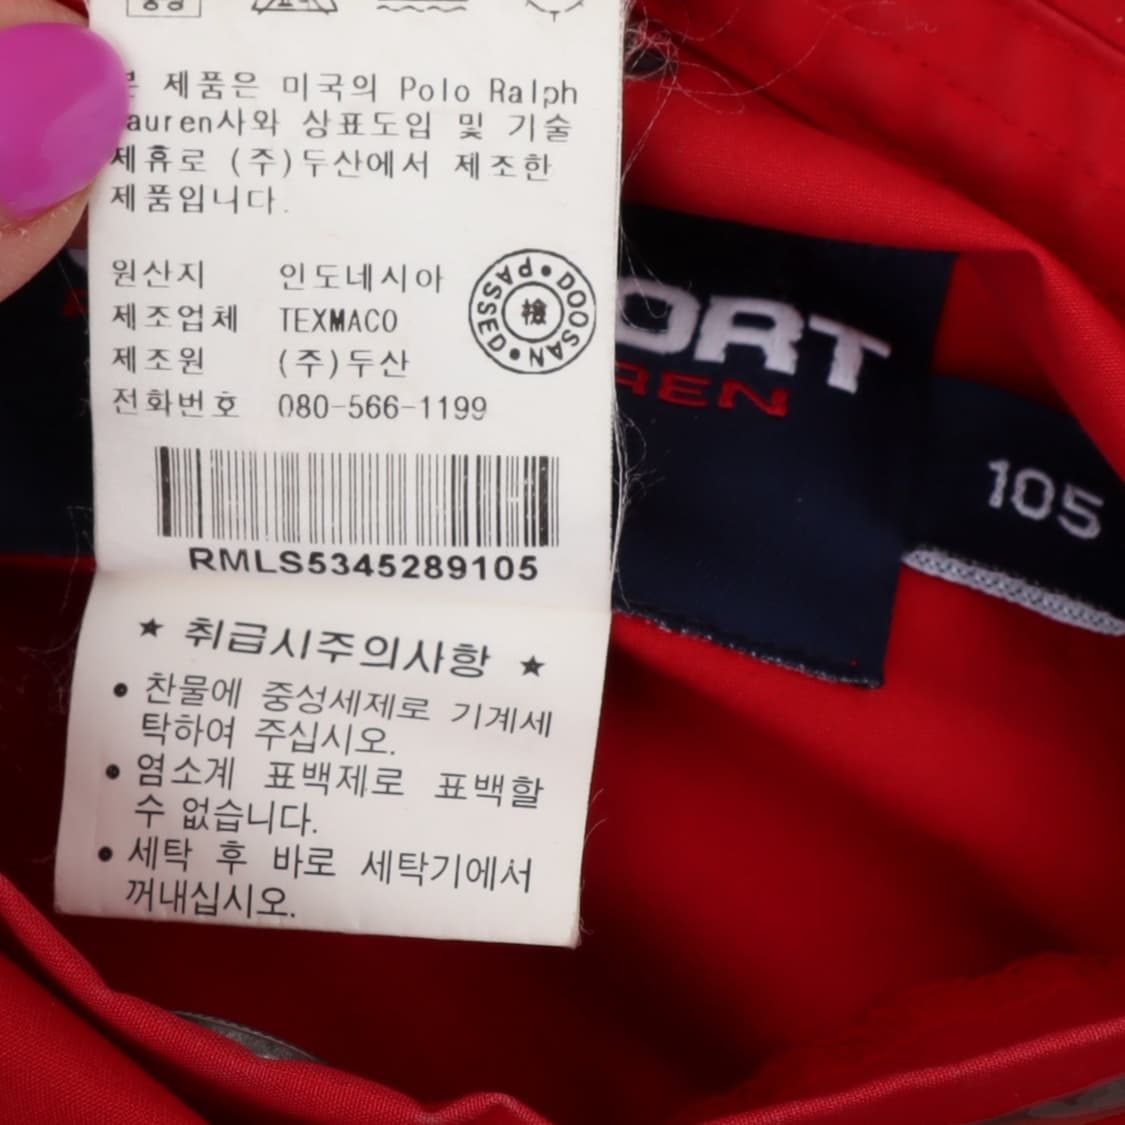 중성
제품은 미국의 Polo Ralph
auren사와 상표도입 및 기술
제휴로 (주)두산에서 제조한
제품입니다.
원산지 인도네시아
제조업체 TEXMACO
제조원 (주)두산
전화번호 080-566-1199
PASSED • DOOSAN •
檢
RMLS5345289105
★ 취급시주의사항 ★
• 찬물에 중성세제로 기계세
탁하여 주십시오.
• 염소계 표백제로 표백할
수 없습니다.
• 세탁 후 바로 세탁기에서
꺼내십시오.
ORT
REN
105